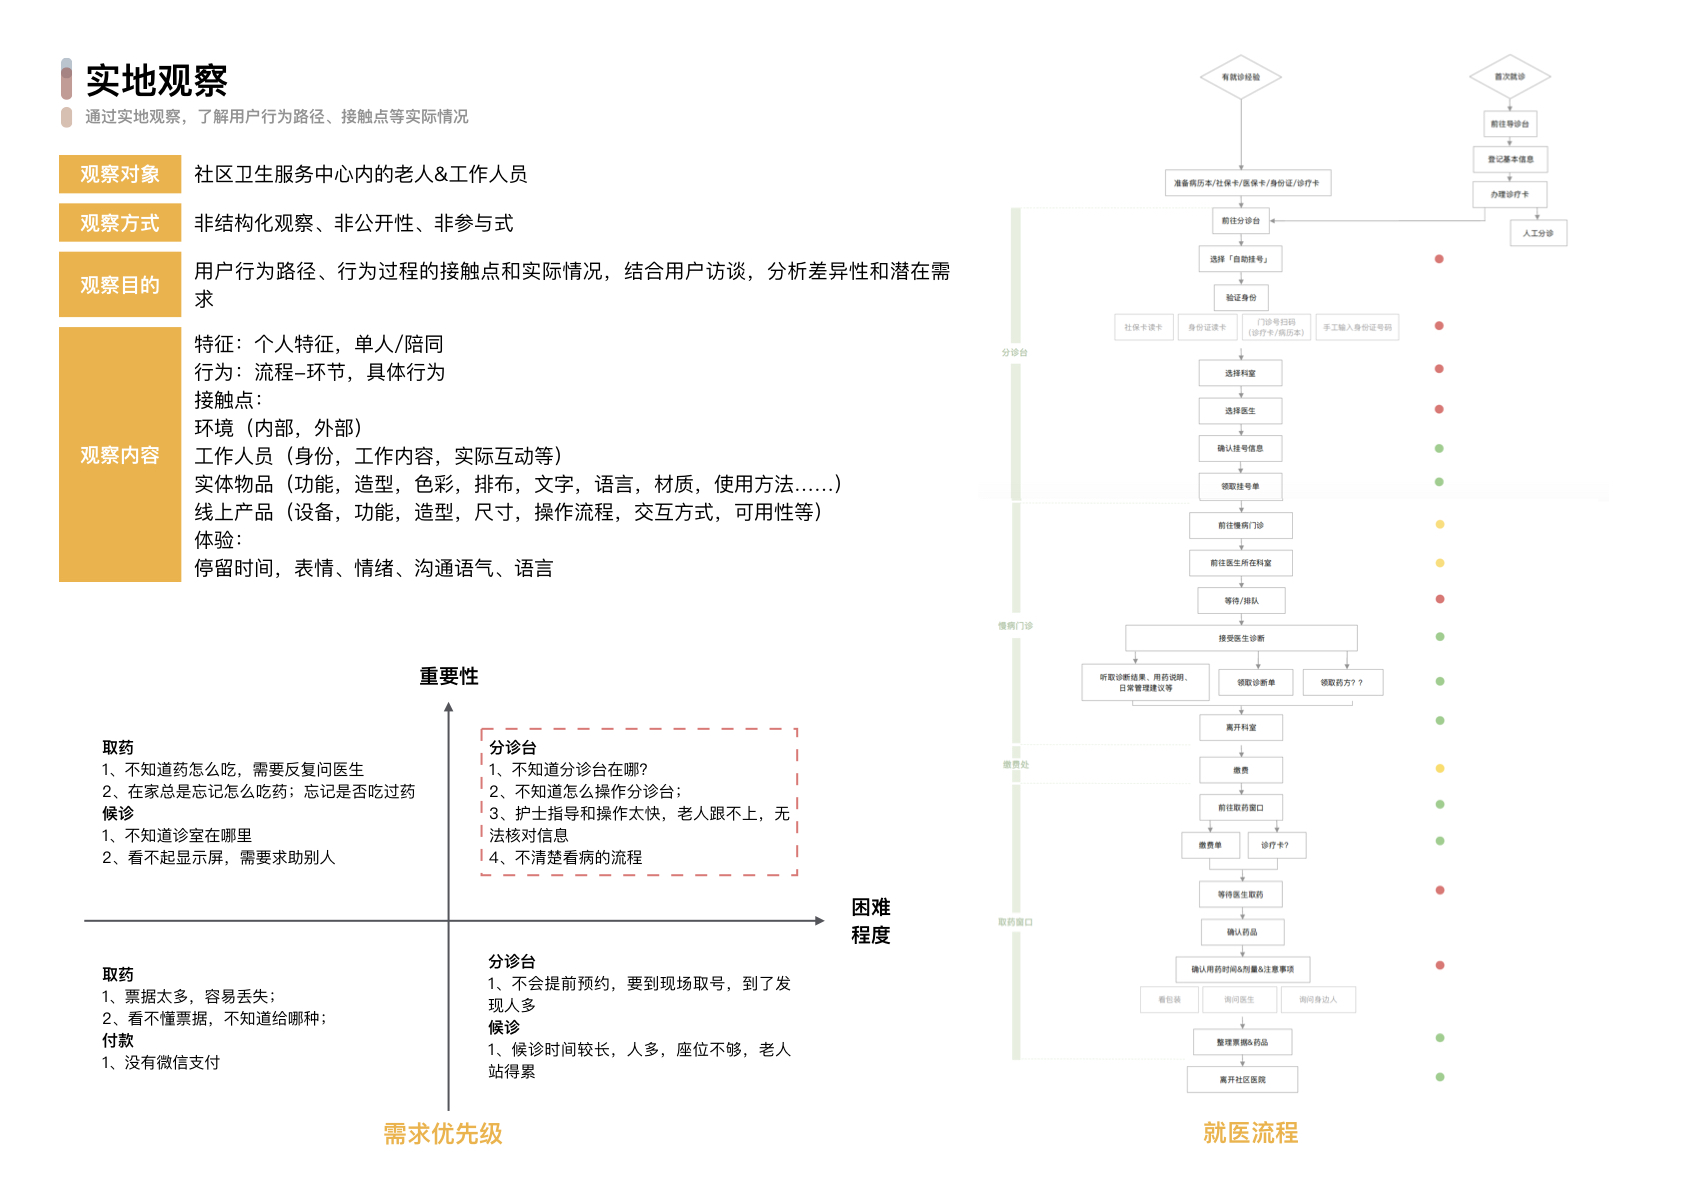 实地观察
通过实地观察，了解用户行为路径、接触点等实际情况
观察对象
社区卫生服务中心内的老人&工作人员
观察方式
非结构化观察、非公开性、非参与式
观察目的
用户行为路径、行为过程的接触点和实际情况，结合用户访谈，分析差异性和潜在需
求
观察内容
特征：个人特征，单人/陪同
行为：流程–环节，具体行为
接触点：
环境（内部，外部）
工作人员（身份，工作内容，实际互动等）
实体物品（功能，造型，色彩，排布，文字，语言，材质，使用方法……）
线上产品（设备，功能，造型，尺寸，操作流程，交互方式，可用性等）
体验：
停留时间，表情、情绪、沟通语气、语言
重要性
取药
1、不知道药怎么吃，需要反复问医生
2、在家总是忘记怎么吃药；忘记是否吃过药
候诊
1、不知道诊室在哪里
2、看不起显示屏，需要求助别人
分诊台
1、不知道分诊台在哪？
2、不知道怎么操作分诊台；
3、护士指导和操作太快，老人跟不上，无
法核对信息
4、不清楚看病的流程
困难
程度
取药
1、票据太多，容易丢失；
2、看不懂票据，不知道给哪种；
付款
1、没有微信支付
分诊台
1、不会提前预约，要到现场取号，到了发
现人多
候诊
1、候诊时间较长，人多，座位不够，老人
站得累
需求优先级
有就诊经验
首次就诊
前往导诊台
登记基本信息
办理诊疗卡
人工分诊
准备病历本/社保卡/医保卡/身份证/诊疗卡
前往分诊台
选择「自助挂号」
验证身份
社保卡读卡
身份证读卡
门诊号扫码
（诊疗卡/病历本）
手工输入身份证号码
分诊台
选择科室
选择医生
确认挂号信息
领取挂号单
前往慢病门诊
前往医生所在科室
等待/排队
慢病门诊
接受医生诊断
听取诊断结果、用药说明、
日常管理建议等
领取诊断单
领取药方？？
离开科室
缴费处
缴费
前往取药窗口
缴费单
诊疗卡？
等待医生取药
取药窗口
确认药品
确认用药时间&剂量&注意事项
看包装
询问医生
询问身边人
整理票据&药品
离开社区医院
就医流程